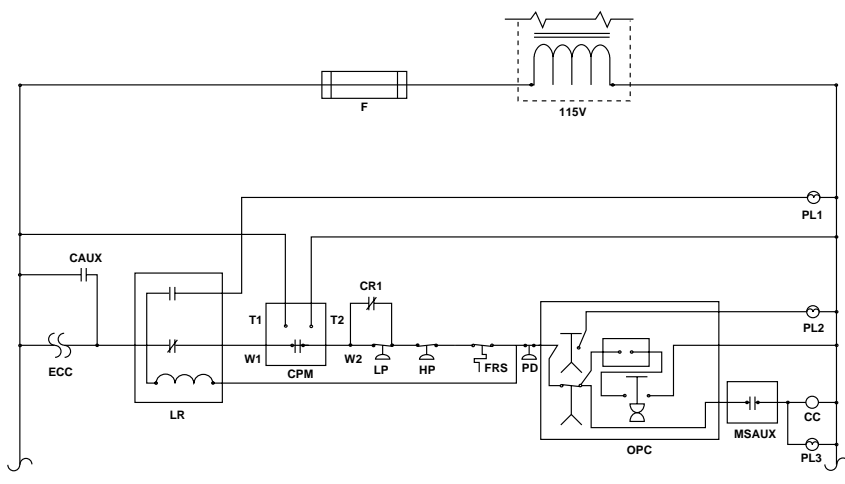 F
115V
PL1
CAUX
CR1
T1
T2
PL2
W1
W2
LP
HP
FRS
PD
ECC
CPM
LR
CC
MSAUX
OPC
PL3